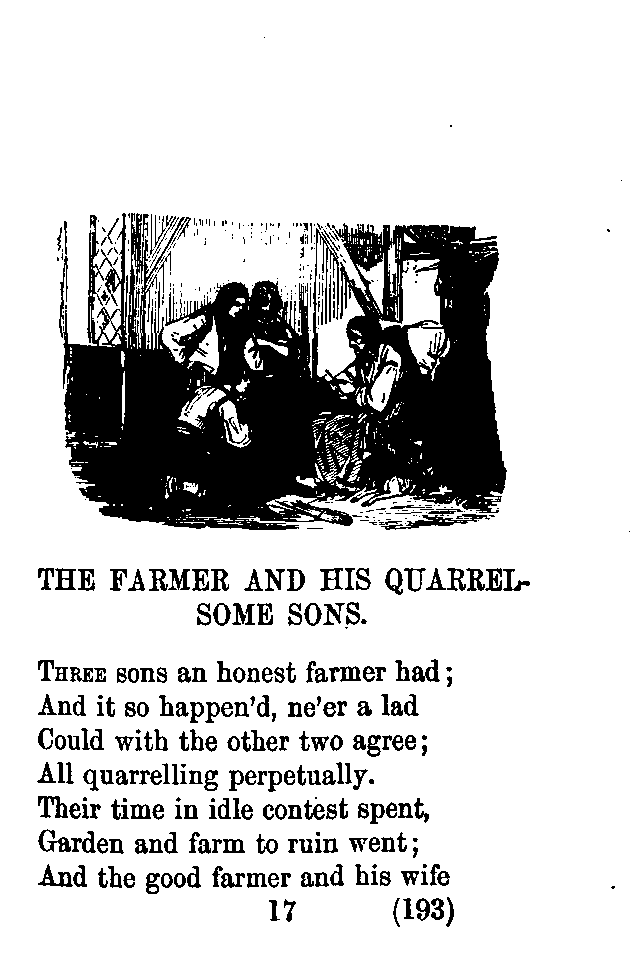 THE FARMER AND HIS QUARREL-
SOME SONS.
THREE sons an honest farmer had;
And it so happen'd, ne'er a lad
Could with the other two agree;
All quarrelling perpetually.
Their time in idle contest spent,
Garden and farm to ruin went;
And the good farmer and his wife
17 (193)